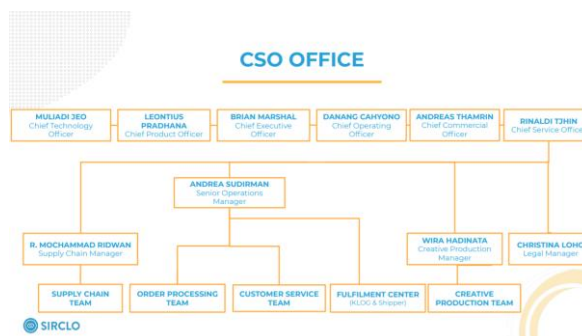 CSO OFFICE
MULIADI JEO
Chief Technology
Officer
LEONTIUS
PRADHANA
Chief Product Officer
BRIAN MARSHAL
Chief Executive
Officer
DANANG CAHYONO
Chief Operating
Officer
ANDREAS THAMRIN
Chief Commercial
Officer
RINALDI TJHIN
Chief Service Officer
ANDREA SUDIRMAN
Senior Operations
Manager
R. MOCHAMMAD RIDWAN
Supply Chain Manager
WIRA HADINATA
Creative Production
Manager
CHRISTINA LOHO
Legal Manager
SUPPLY CHAIN
TEAM
ORDER PROCESSING
TEAM
CUSTOMER SERVICE
TEAM
FULFILMENT CENTER
(KLOG & Shipper)
CREATIVE
PRODUCTION TEAM
SIRCLO